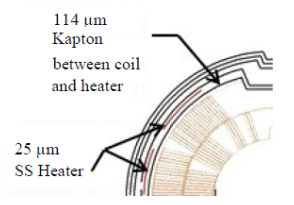 114 µm
Kapton
between coil
and heater
25 µm
SS Heater